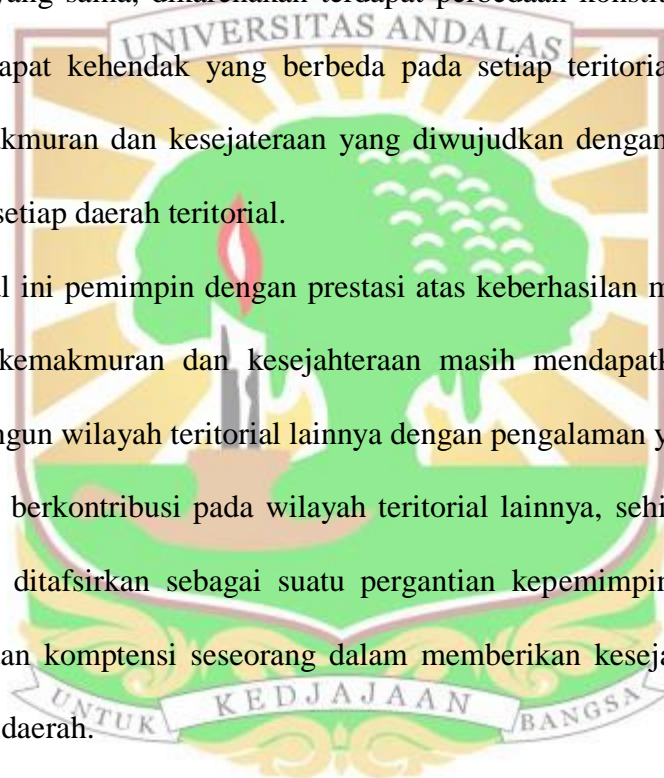 yang sama, dikarenakan terdapat perbedaan
UNIVERSITAS ANDALAS
apat kehendak yang berbeda pada setiap teritorial
akmuran dan kesejateraan yang diwujudkan dengan
setiap daerah teritorial.
l ini pemimpin dengan prestasi atas keberhasilan m
kemakmuran dan kesejahteraan masih mendapatk
ngun wilayah teritorial lainnya dengan pengalaman y
berkontribusi pada wilayah teritorial lainnya, sehi
ditafsirkan sebagai suatu pergantian kepemimpin
an komptensi seseorang dalam memberikan keseja
UNTUK KEDJAJAAN BANGSA
daerah.